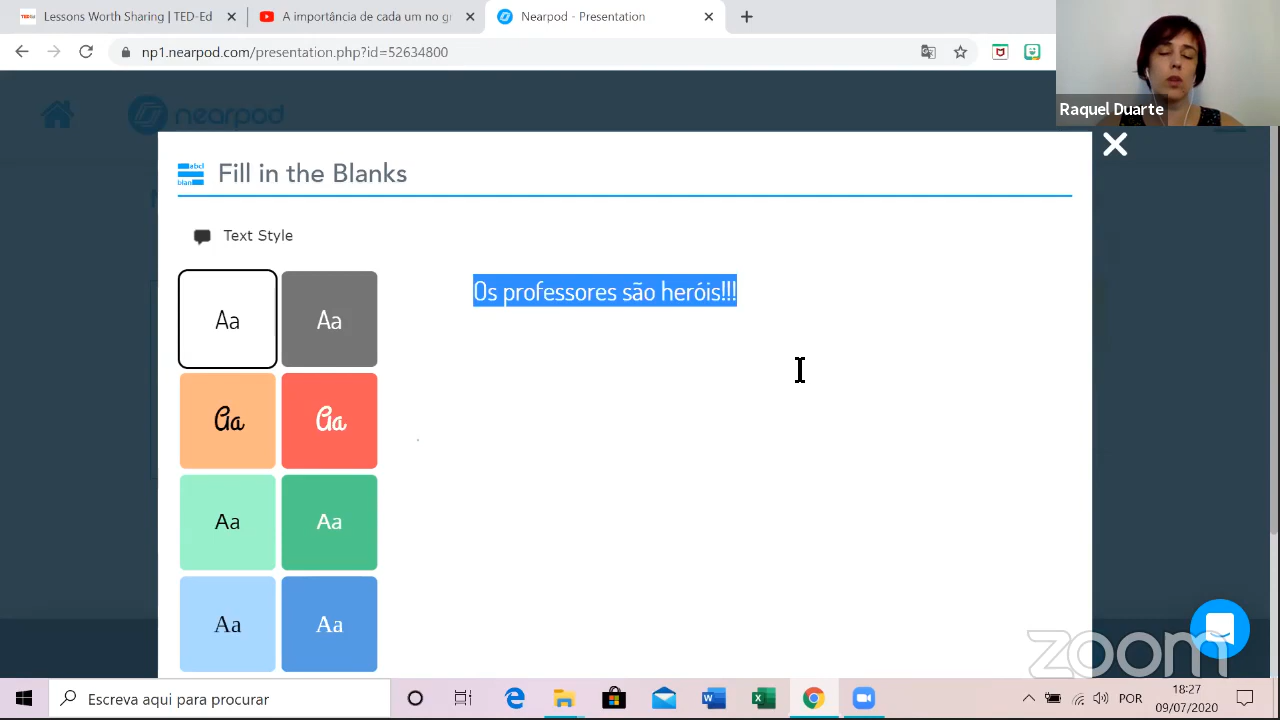 Lessons Worth Sharing | TED-Ed
A importância de cada um no gr
Nearpod - Presentation
np1.nearpod.com/presentation.php?id=52634800
Raquel Duarte
nearpod
Fill in the Blanks
Text Style
Os professores são heróis!!!
Aa Aa
Aa Aa
Aa Aa
Aa Aa
zoom
Escreva aqui para procurar
POR
18:27
09/07/2020